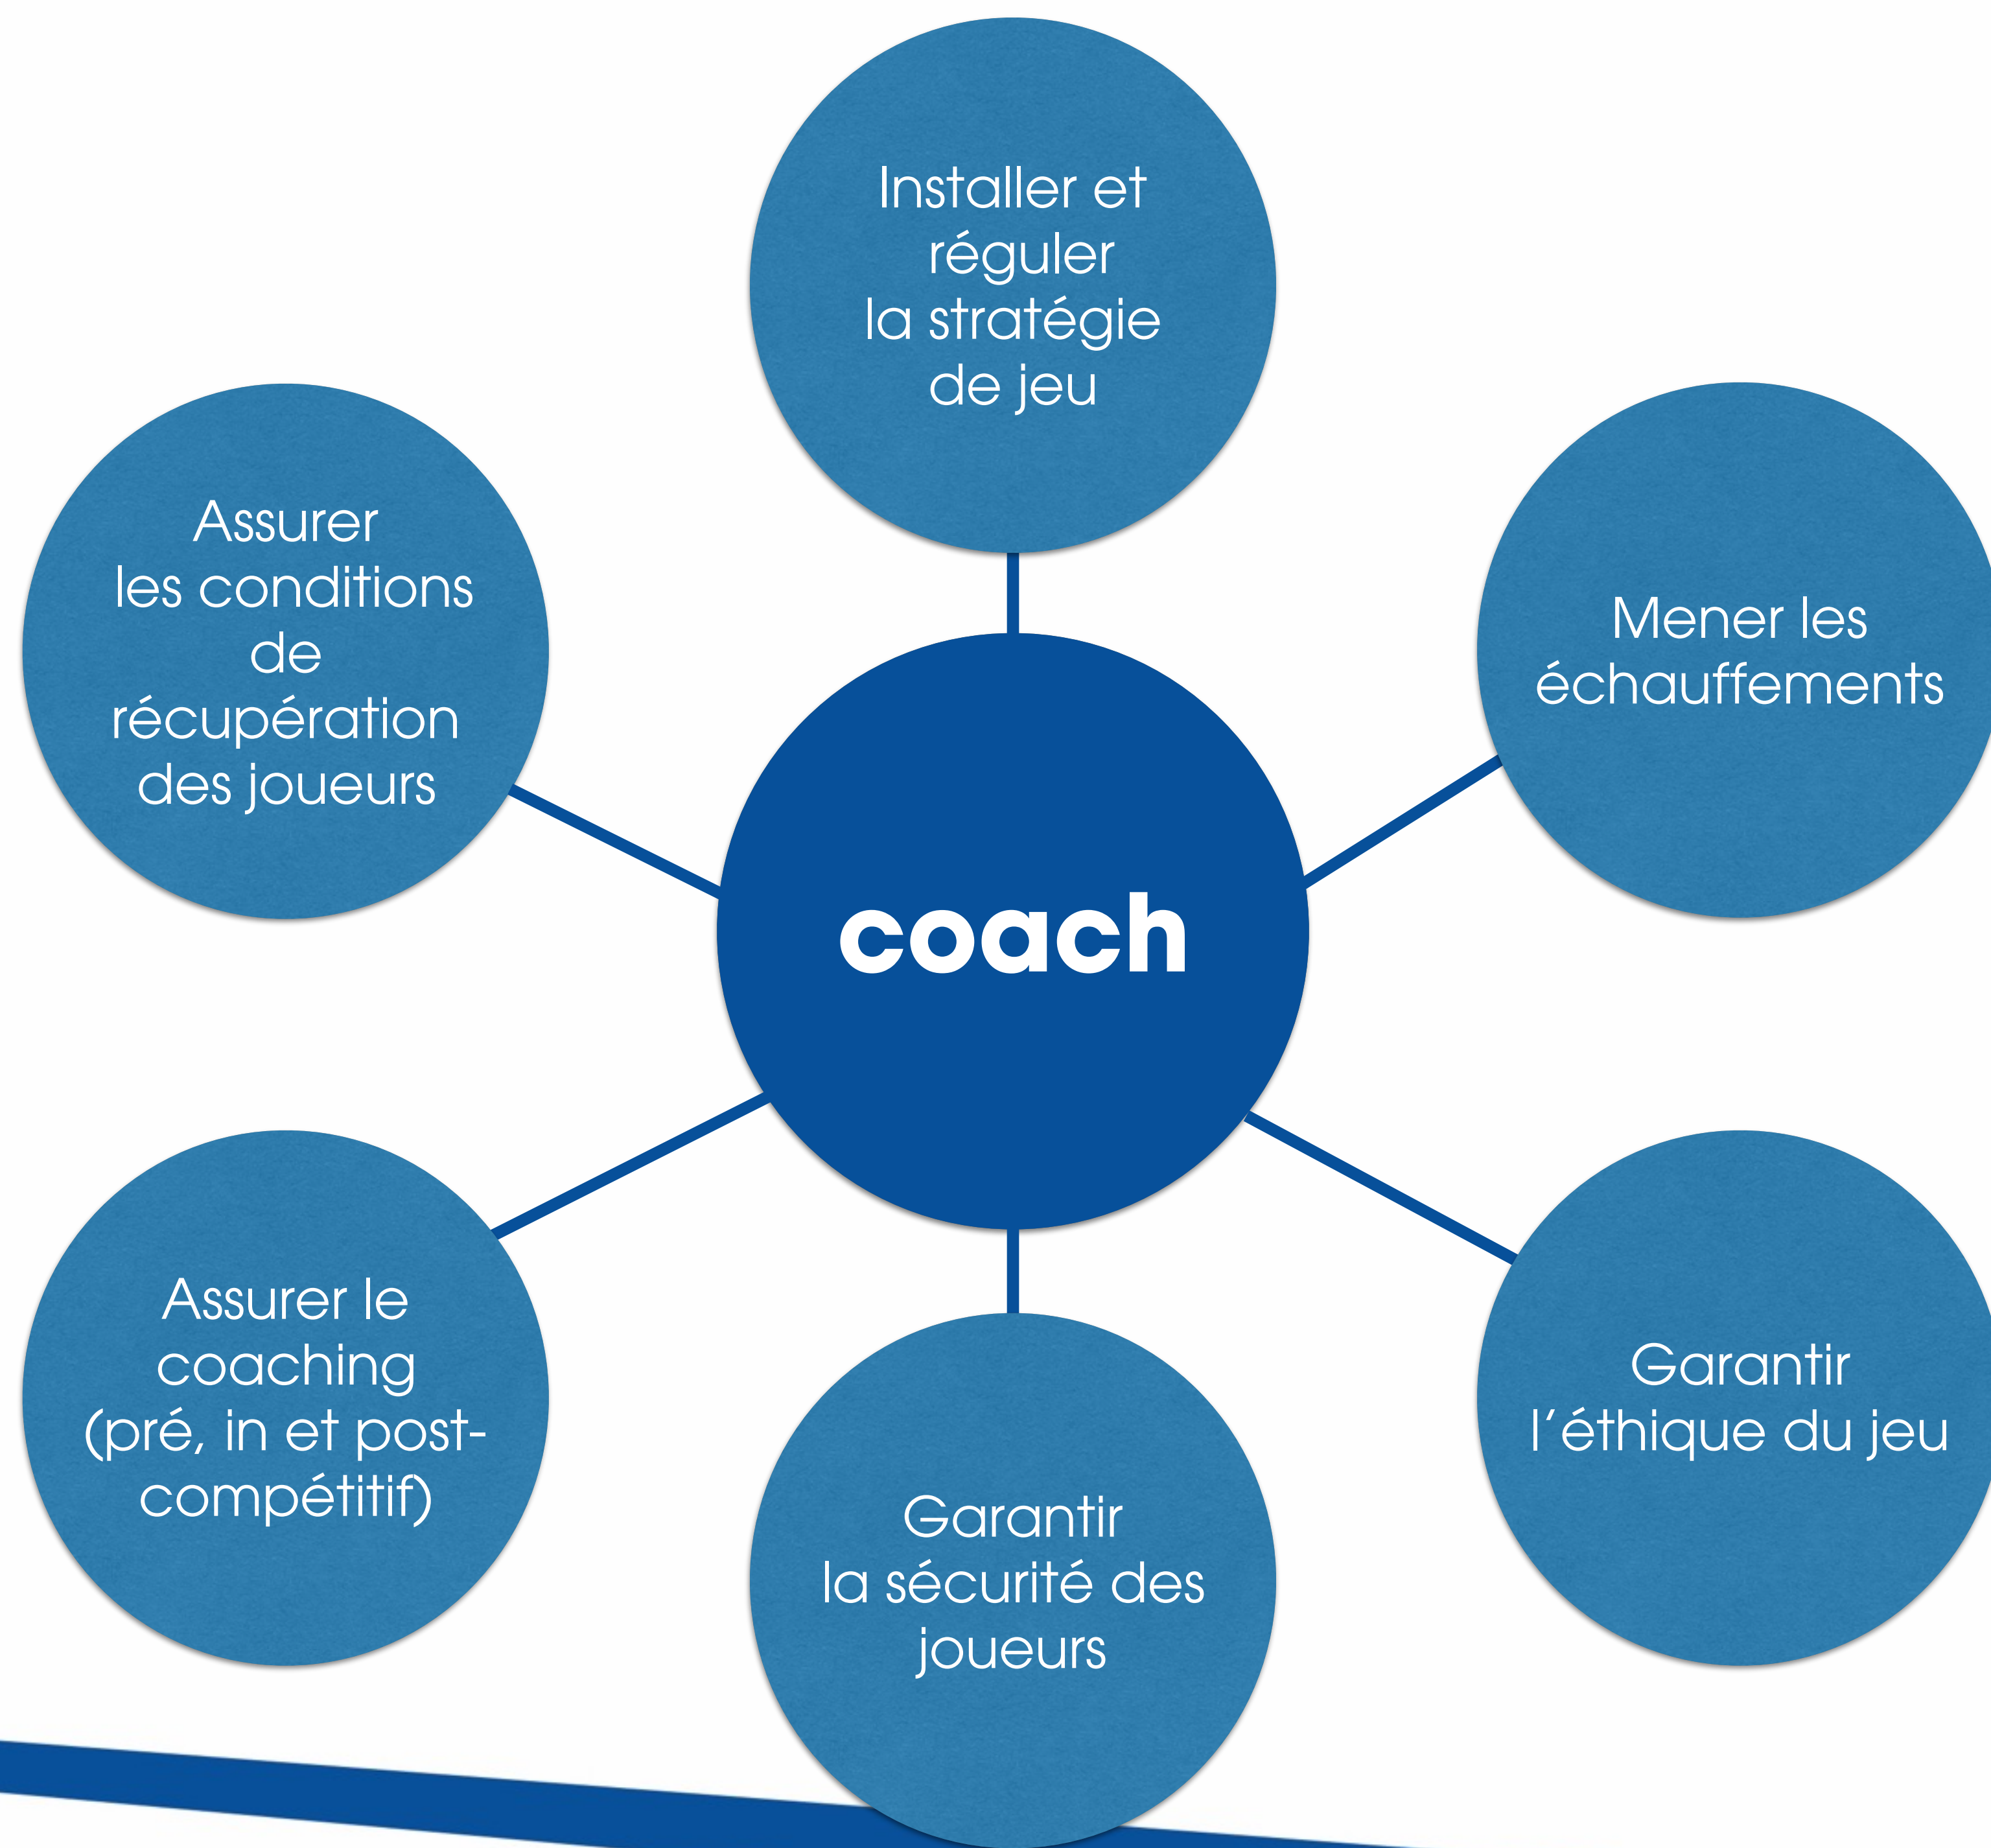 Installer et
réguler
la stratégie
de jeu
Assurer
les conditions
de
récupération
des joueurs
Mener les
échauffements
coach
Assurer le
coaching
(pré, in et post-
compétitif)
Garantir
l’éthique du jeu
Garantir
la sécurité des
joueurs